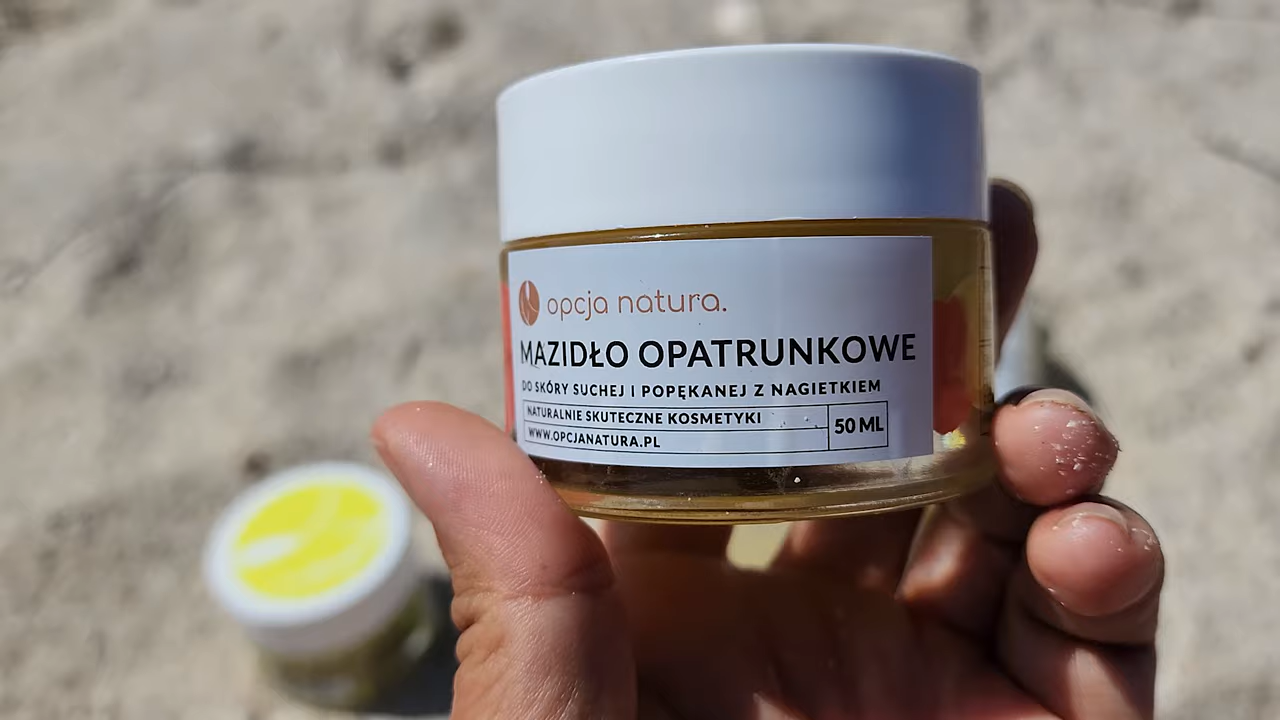 opcja natura.
MAZIDŁO OPATRUNKOWE
DO SKÓRY SUCHEJ I POPĘKANEJ Z NAGIETKIEM
NATURALNIE SKUTECZNE KOSMETYKI
WWW.OPCJANATURA.PL
50 ML